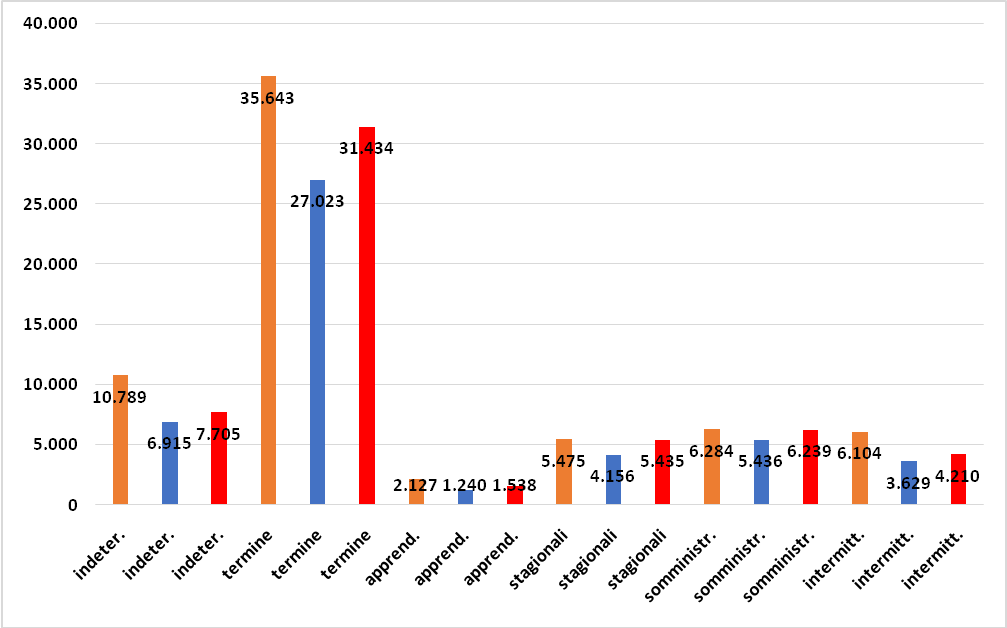 40.000
35.000
30.000
25.000
20.000
15.000
10.000
5.000
0
10.789
6.915
7.705
35.643
27.023
31.434
2.127
1.240
1.538
5.475
4.156
5.435
6.284
5.436
6.239
6.104
3.629
4.210
indeter.
indeter.
indeter.
termine
termine
termine
apprend.
apprend.
apprend.
stagionali
stagionali
stagionali
somministr.
somministr.
somministr.
intermitt.
intermitt.
intermitt.